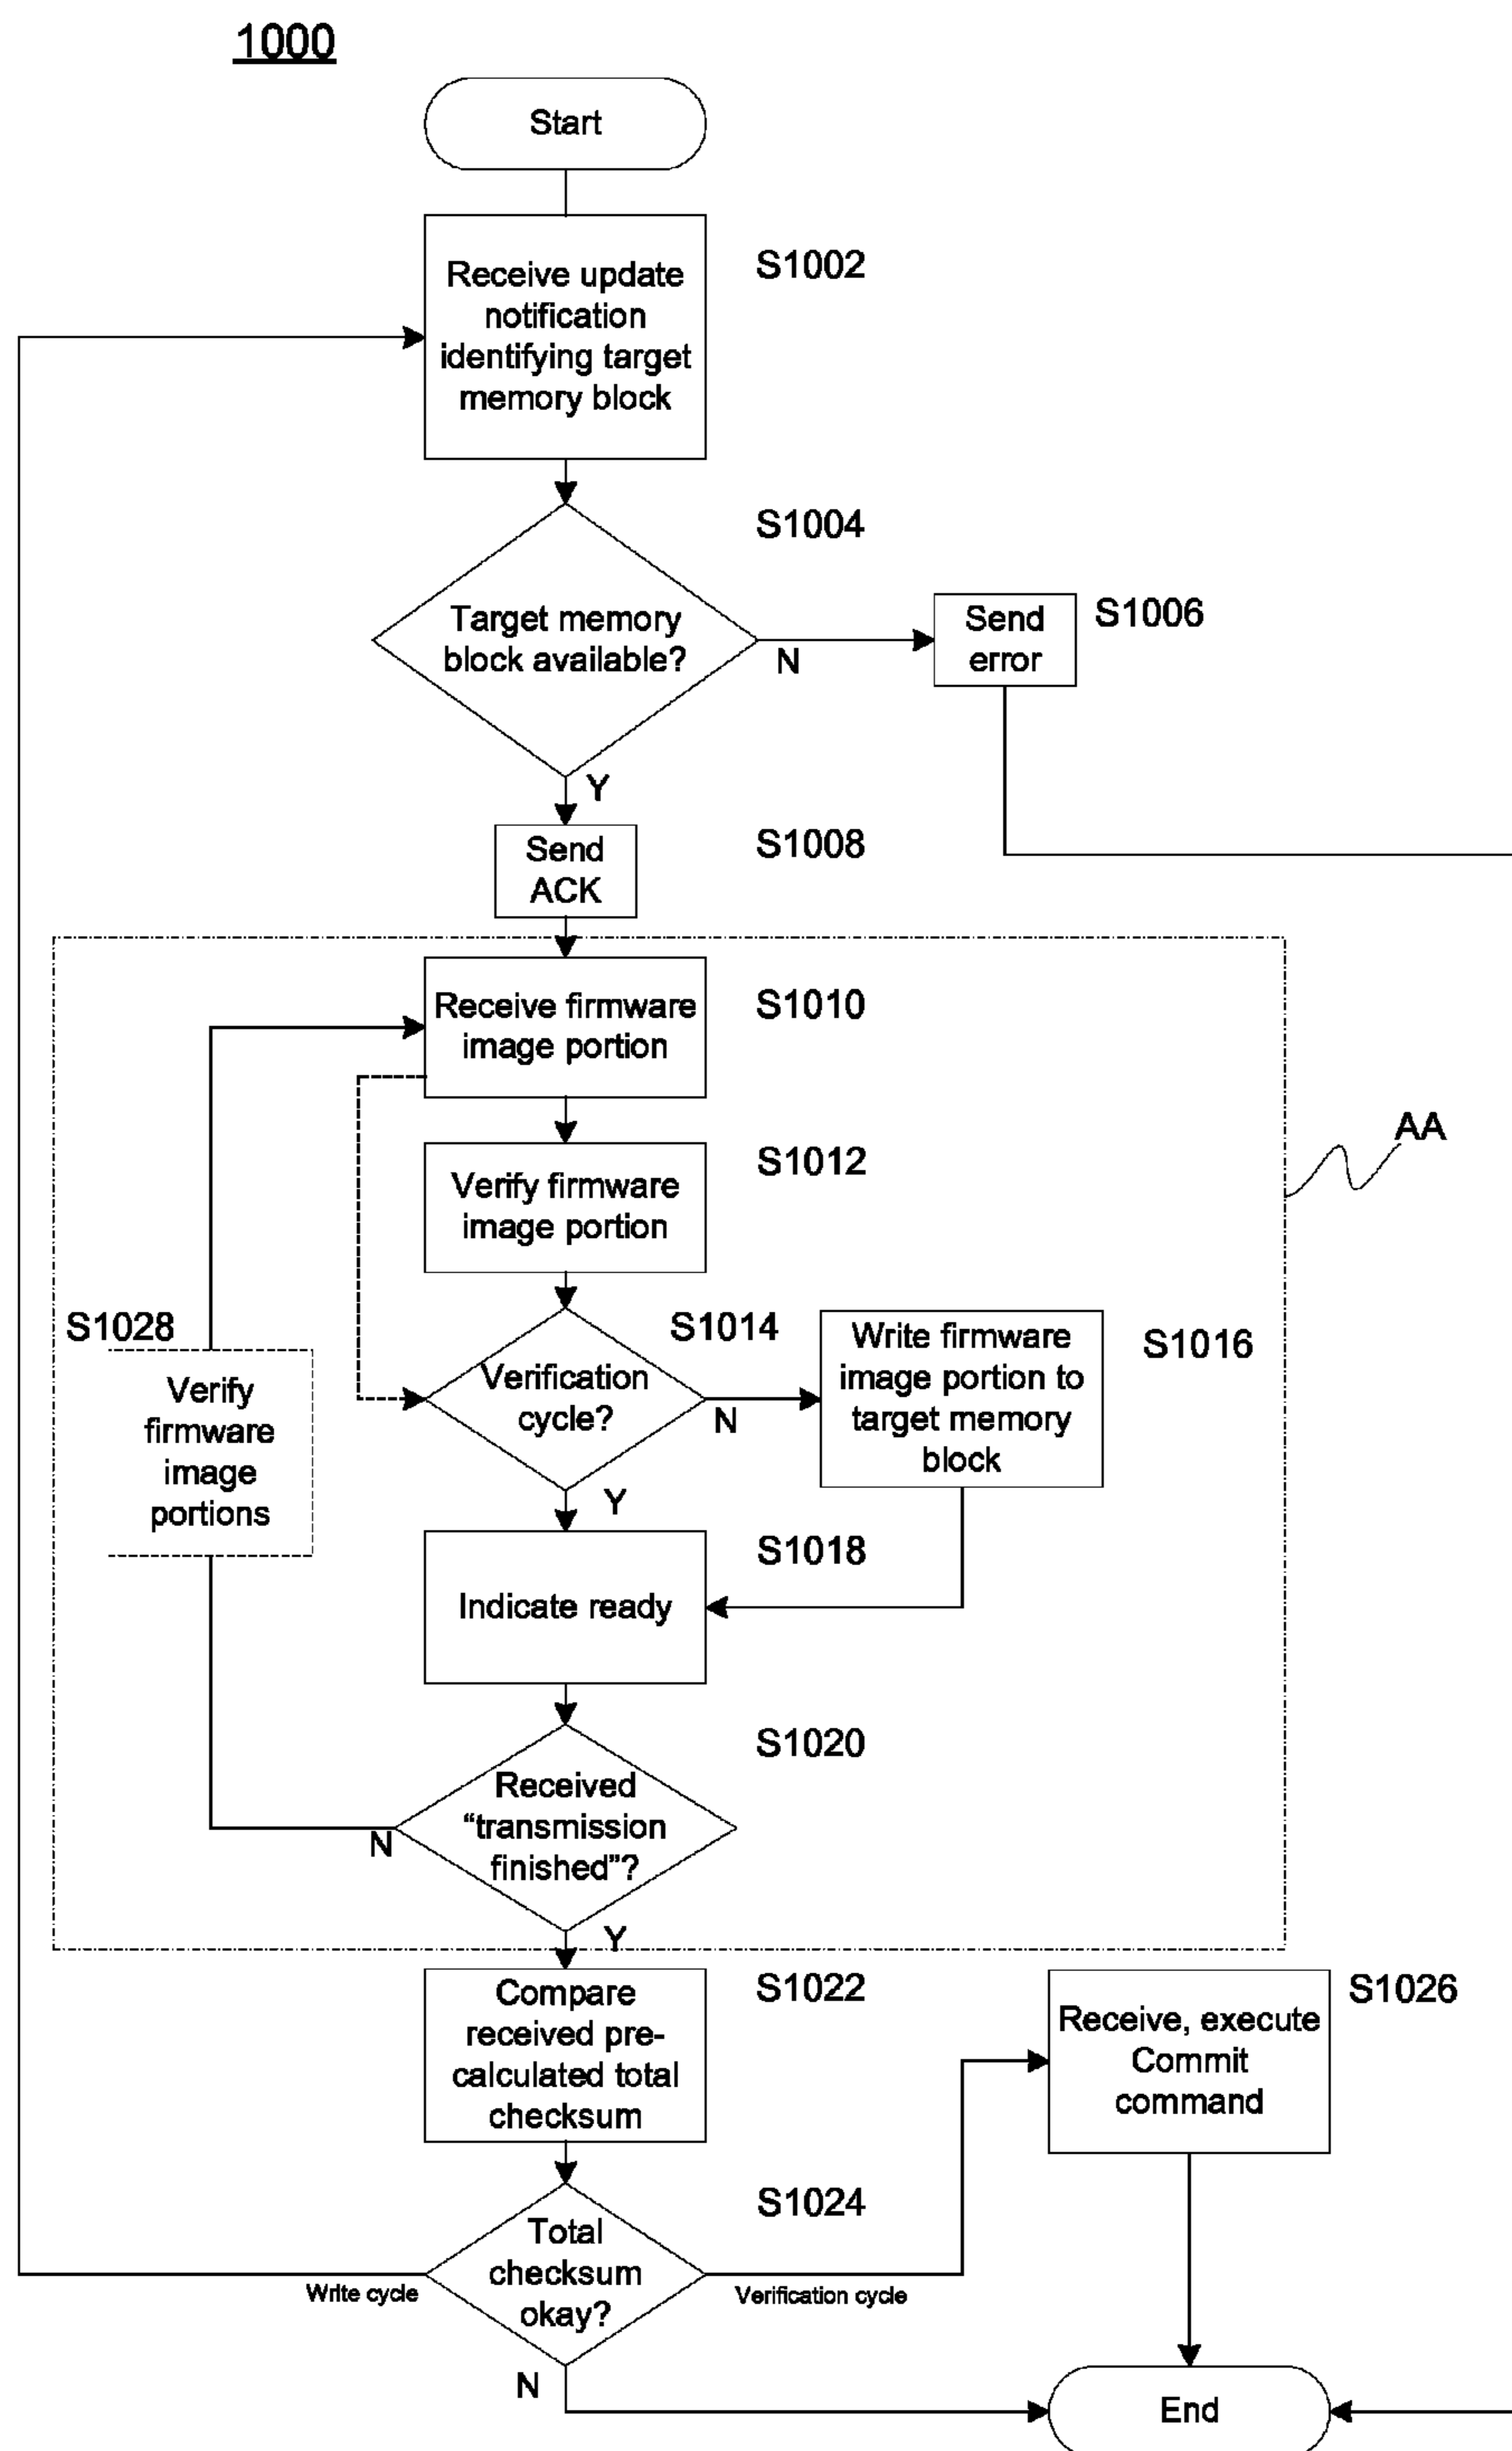 1000
Start
Receive update
notification
identifying target
memory block
S1002
S1004
Target memory
block available?
N
Send
error
S1006
Y
Send
ACK
S1008
Receive firmware
image portion
S1010
AA
Verify firmware
image portion
S1012
S1028
Verify
firmware
image
portions
Verification
cycle?
S1014
N
Write firmware
image portion to
target memory
block
S1016
Y
Indicate ready
S1018
Received
“transmission
finished”?
S1020
N
Y
Compare
received pre-
calculated total
checksum
S1022
Receive, execute
Commit
command
S1026
Total
checksum
okay?
S1024
Write cycle
Verification cycle
N
End